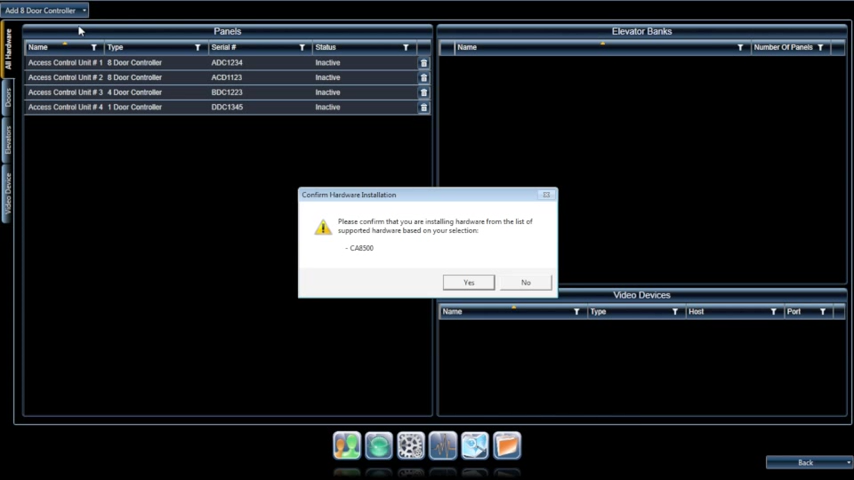 Add 8 Door Controller
All Hardware
Doors
Elevators
Video Device
Panels
Name Type Serial # Status
Access Control Unit # 1 8 Door Controller ADC1234 Inactive
Access Control Unit # 2 8 Door Controller ACD1123 Inactive
Access Control Unit # 3 4 Door Controller BDC1223 Inactive
Access Control Unit # 4 1 Door Controller DDC1345 Inactive
Elevator Banks
Name Number Of Panels
Confirm Hardware Installation
Please confirm that you are installing hardware from the list of
supported hardware based on your selection:
- CA8500
Yes No
Video Devices
Name Type Host Port
Back